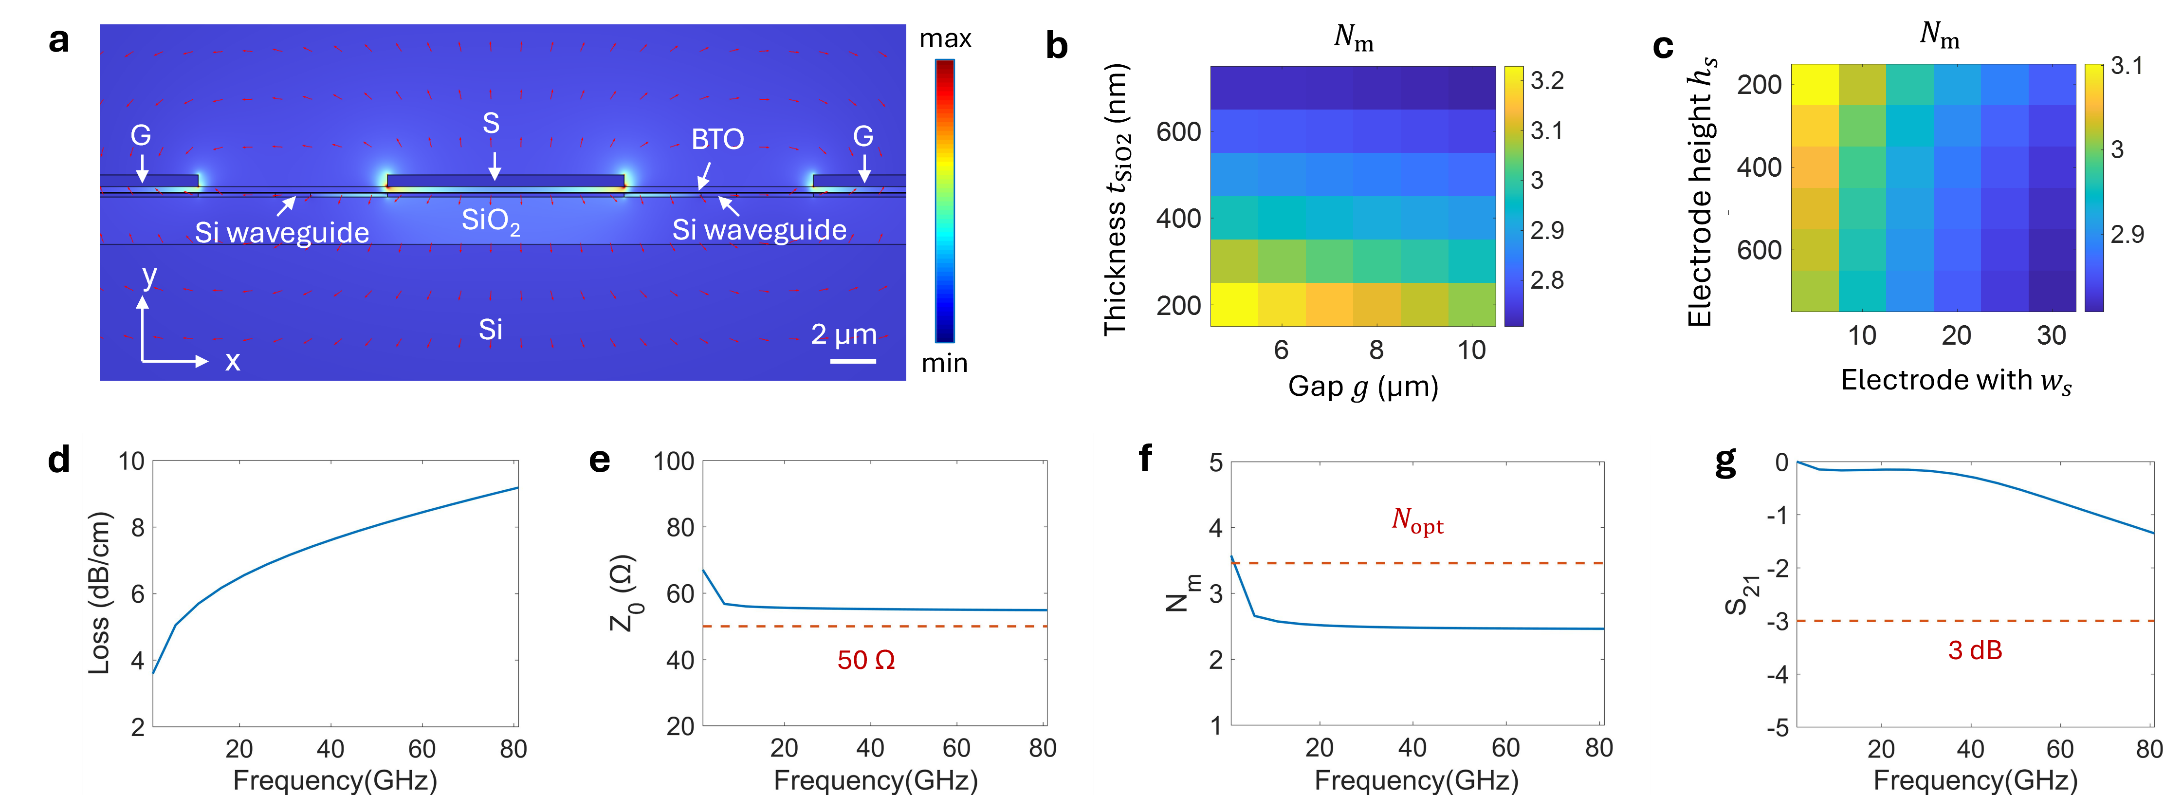 a
max
min
G
S
BTO
G
Si waveguide
SiO2
Si waveguide
y
x
Si
2 μm
b
Nm
Thickness tSiO2 (nm)
600
400
200
6
8
10
Gap g (μm)
3.2
3.1
3
2.9
2.8
c
Nm
Electrode height hs
200
400
600
10
20
30
Electrode with ws
3.1
3
2.9
d
Loss (dB/cm)
10
8
6
4
2
20
40
60
80
Frequency(GHz)
e
Z0 (Ω)
100
80
60
40
20
50 Ω
20
40
60
80
Frequency(GHz)
f
Nm
5
4
3
2
1
Nopt
20
40
60
80
Frequency(GHz)
g
S21
0
-1
-2
-3
-4
-5
3 dB
20
40
60
80
Frequency(GHz)